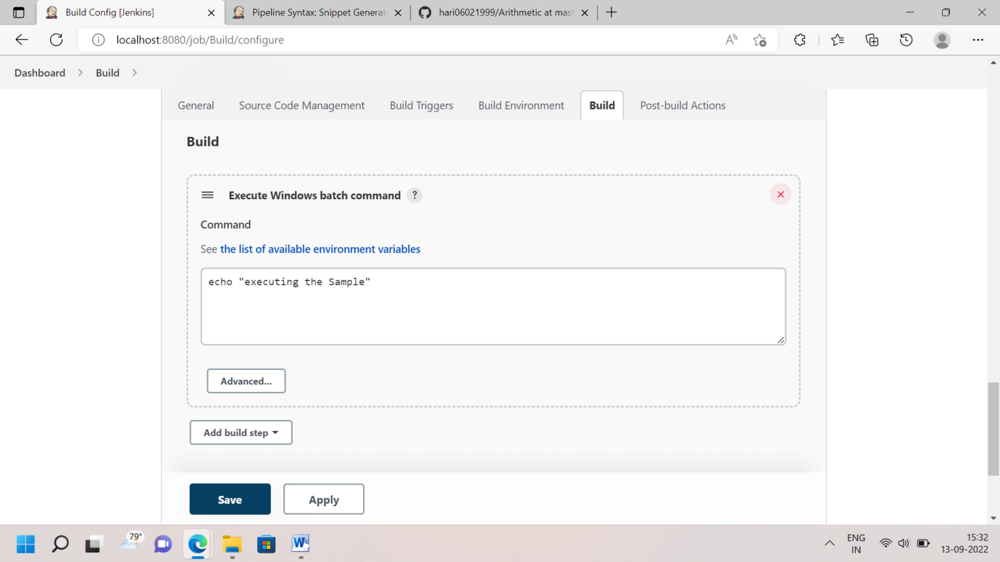 Build Config [Jenkins]
Pipeline Syntax: Snippet Generat
hari06021999/Arithmetic at mast
localhost:8080/job/Build/configure
Dashboard
Build
General
Source Code Management
Build Triggers
Build Environment
Build
Post-build Actions
Build
Execute Windows batch command ?
Command
See the list of available environment variables
echo "executing the Sample"
Advanced...
Add build step
Save
Apply
79°
ENG
IN
15:32
13-09-2022